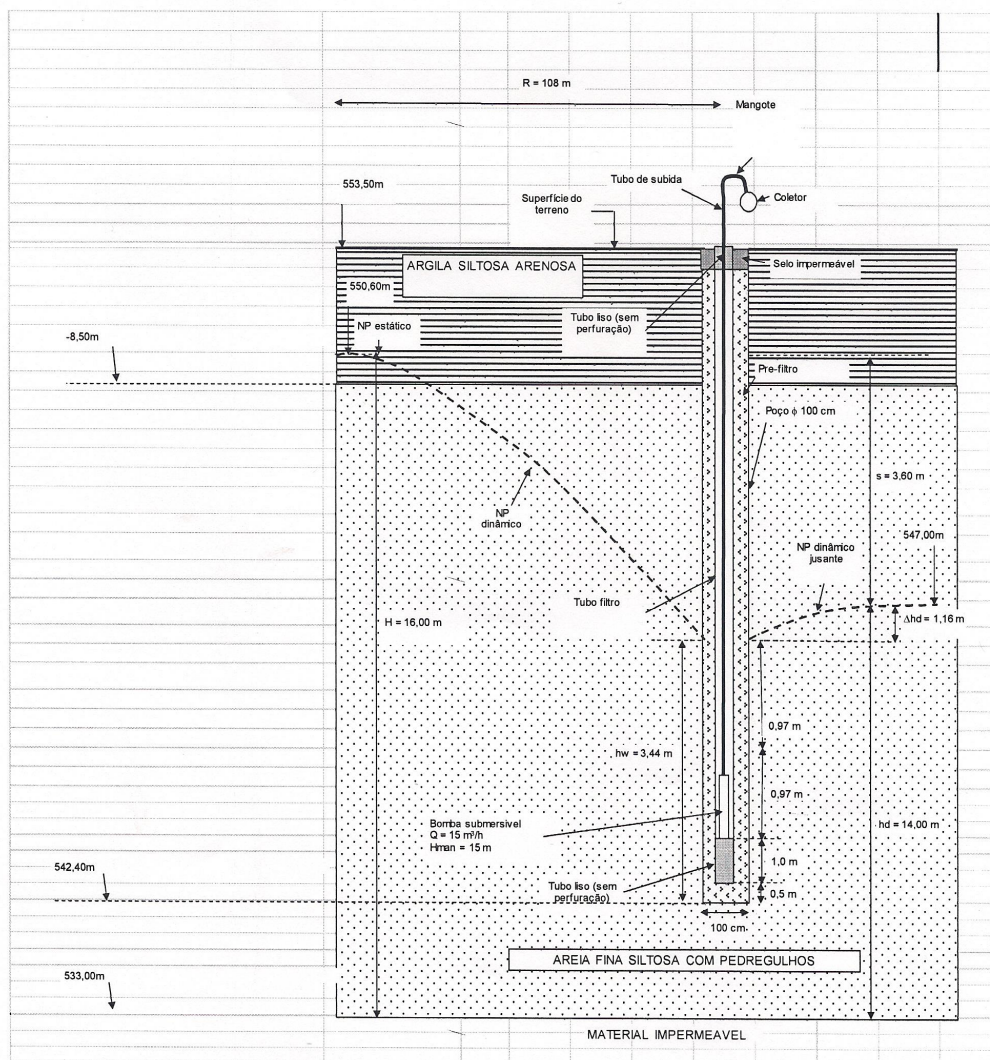 R = 108 m
Mangote
553,50m
Tubo de subida
Superfície do
terreno
Coletor
ARGILA SILTOSA ARENOSA
Selo impermeável
550,60m
NP estático
Tubo liso (sem
perfuração)
-8,50m
Pre-filtro
Poço ϕ 100 cm
s = 3,60 m
NP
dinâmico
547,00m
NP dinâmico
jusante
Tubo filtro
H = 16,00 m
Δhd = 1,16 m
0,97 m
hw = 3,44 m
0,97 m
Bomba submersível
Q = 15 m³/h
Hman = 15 m
hd = 14,00 m
542,40m
1,0 m
Tubo liso (sem
perfuração)
0,5 m
100 cm
AREIA FINA SILTOSA COM PEDREGULHOS
533,00m
MATERIAL IMPERMEAVEL